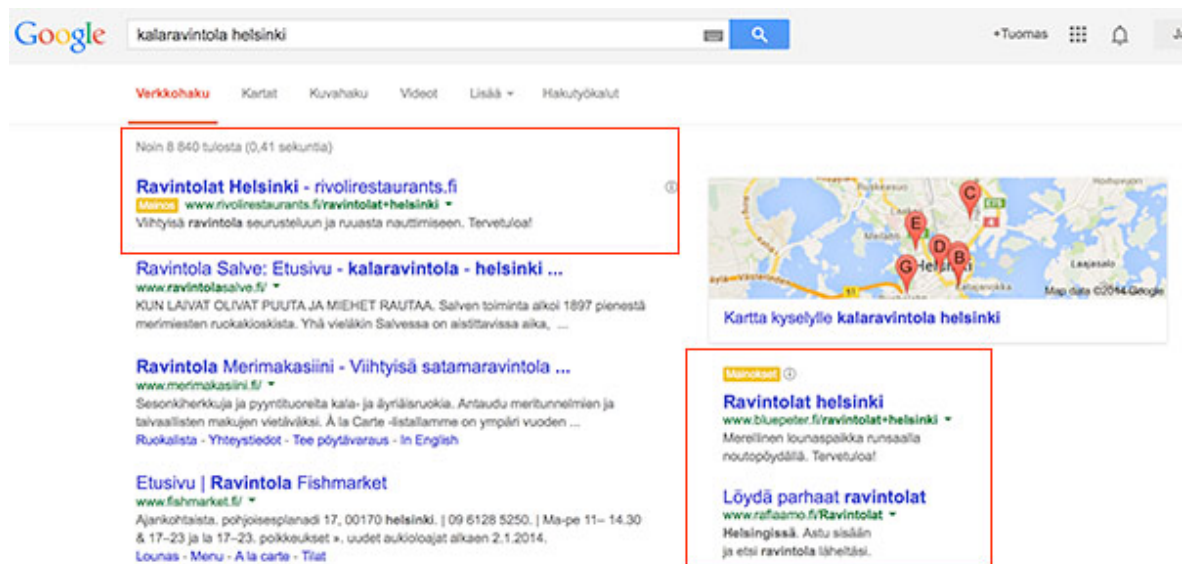 Google
kalaravintola helsinki
+Tuomas
Verkkohaku Kartat Kuvahaku Videot Lisää Hakutyökalut
Noin 8 640 tulosta (0,41 sekuntia)
Ravintolat Helsinki - rivolirestaurants.fi
Mainos www.rivolirestaurants.fi/ravintolat+helsinki
Viihtyisä ravintola seurusteluun ja ruuasta nauttimiseen. Tervetuloa!
Ravintola Salve: Etusivu - kalaravintola - helsinki ...
www.ravintolasalve.fi/
KUN LAIVAT OLIVAT PUUTA JA MIEHET RAUTAA. Salven toiminta alkoi 1897 pienestä
merimiesten ruokakioskista. Yhä vieläkin Salvessa on aistittavissa aika, ...
Ravintola Merimakasiini - Viihtyisä satamaravintola ...
www.merimakasiini.fi/
Sesonkiherkkuja ja pyyntituoreita kala- ja äyriäisruokia. Antaudu meritunnelmien ja
taivaallisten makujen vietäväksi. À la Carte -listallamme on ympäri vuoden ...
Ruokalista - Yhteystiedot - Tee pöytävaraus - In English
Etusivu | Ravintola Fishmarket
www.fishmarket.fi/
Ajankohtaista. pohjoisesplanadi 17, 00170 helsinki. | 09 6128 5250. | Ma-pe 11– 14.30
& 17–23 ja la 17–23. poikkeukset ». uudet aukioloajat alkaen 2.1.2014.
Lounas - Menu - A la carte - Tilat
C
E
D
B
G
Helsinki
Laajasalo
Katajanokka
Map data ©2014 Google
Kartta kyselylle kalaravintola helsinki
Mainokset
Ravintolat helsinki
www.bluepeter.fi/ravintolat+helsinki
Merellinen lounaspaikka runsaalla
noutopöydällä. Tervetuloa!
Löydä parhaat ravintolat
www.raflaamo.fi/Ravintolat
Helsingissä. Astu sisään
ja etsi ravintola läheltäsi.